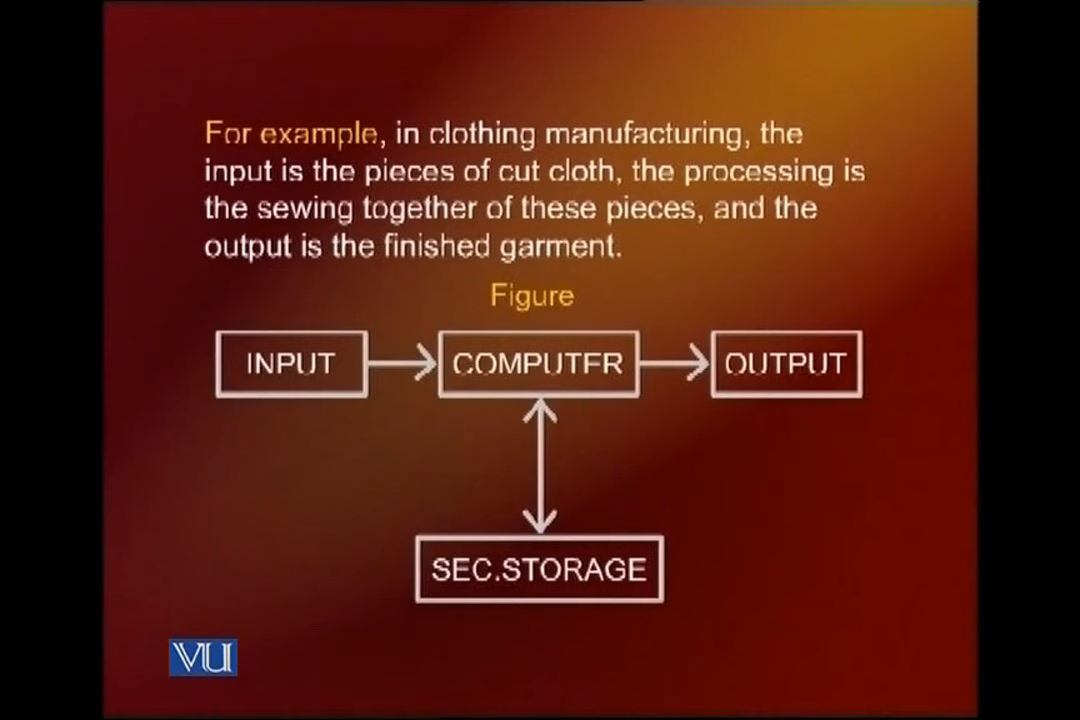 For example, in clothing manufacturing, the
input is the pieces of cut cloth, the processing is
the sewing together of these pieces, and the
output is the finished garment.
Figure
INPUT
COMPUTER
OUTPUT
SEC.STORAGE
VU